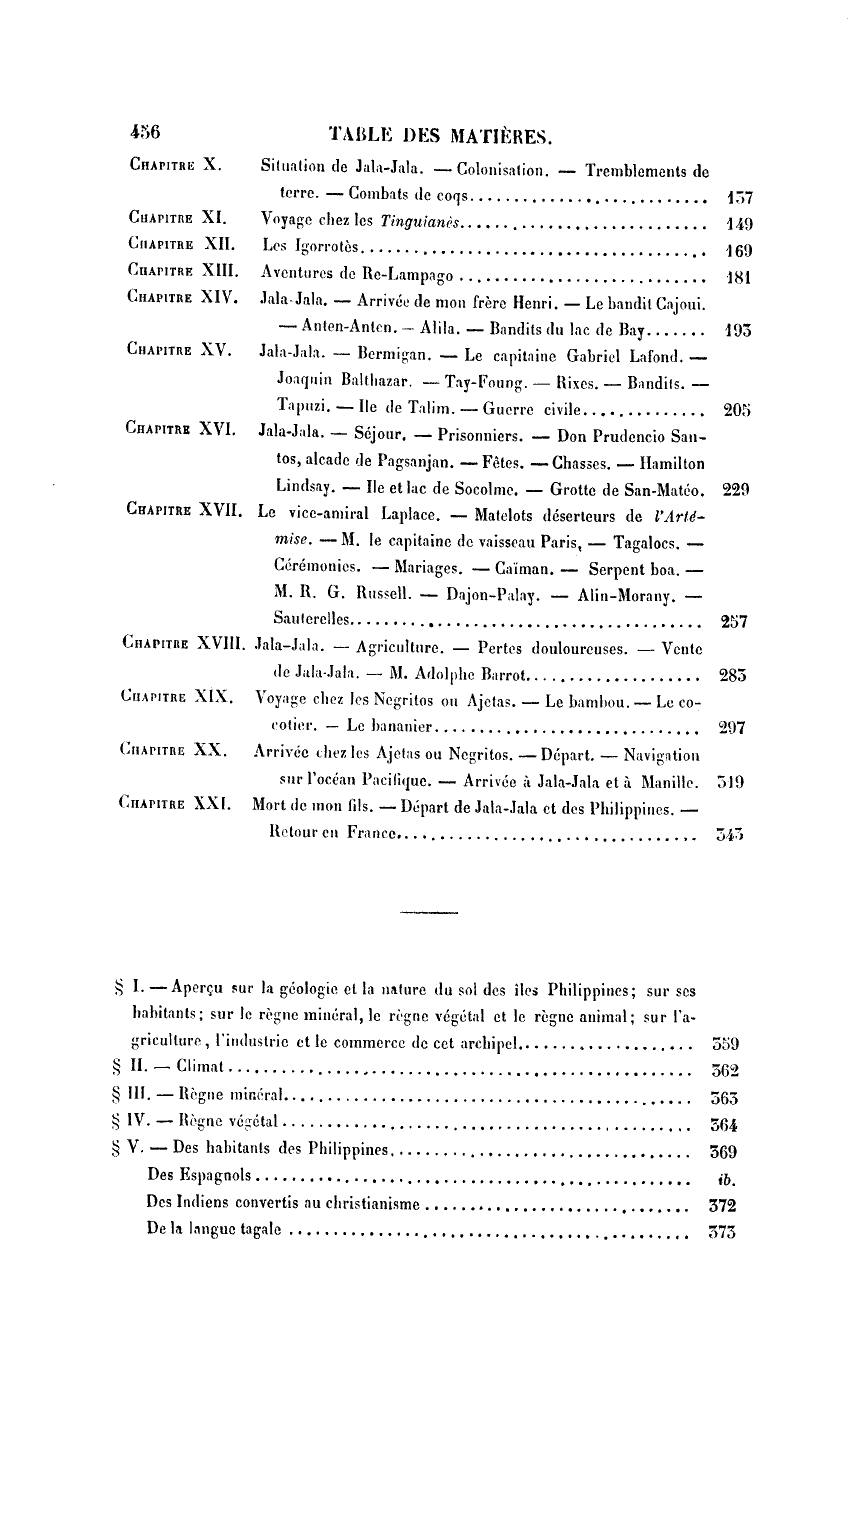 456 TABLE DES MATIÈRES.
CHAPITRE X. Situation de Jala-Jala. — Colonisation. — Tremblements de
terre. — Combats de coqs........................... 137
CHAPITRE XI. Voyage chez les Tinguianès............................ 149
CHAPITRE XII. Les Igorrotès....................................... 169
CHAPITRE XIII. Aventures de Re-Lampago ............................ 181
CHAPITRE XIV. Jala-Jala. — Arrivée de mon frère Henri. — Le bandit Cajoui.
— Anten-Anten. — Alila. — Bandits du lac de Bay....... 193
CHAPITRE XV. Jala-Jala. — Bermigan. — Le capitaine Gabriel Lafond. —
Joaquin Balthazar. — Tay-Foung. — Rixes. — Bandits. —
Tapuzi. — Ile de Talim. — Guerre civile.............. 205
CHAPITRE XVI. Jala-Jala. — Séjour. — Prisonniers. — Don Prudencio San-
tos, alcade de Pagsanjan. — Fêtes. — Chasses. — Hamilton
Lindsay. — Ile et lac de Socolme. — Grotte de San-Matéo. 229
CHAPITRE XVII. Le vice-amiral Laplace. — Matelots déserteurs de l'Arté-
mise. — M. le capitaine de vaisseau Paris, — Tagalocs. —
Cérémonies. — Mariages. — Caïman. — Serpent boa. —
M. R. G. Russell. — Dajon-Palay. — Alin-Morany. —
Sauterelles........................................ 257
CHAPITRE XVIII. Jala-Jala. — Agriculture. — Pertes douloureuses. — Vente
de Jala-Jala. — M. Adolphe Barrot.................... 283
CHAPITRE XIX. Voyage chez les Negritos ou Ajetas. — Le bambou. — Le co-
cotier. — Le bananier.............................. 297
CHAPITRE XX. Arrivée chez les Ajetas ou Negritos. — Départ. — Navigation
sur l'océan Pacifique. — Arrivée à Jala-Jala et à Manille. 319
CHAPITRE XXI. Mort de mon fils. — Départ de Jala-Jala et des Philippines. —
Retour en France.................................. 343
§ I. — Aperçu sur la géologie et la nature du sol des îles Philippines; sur ses
habitants; sur le règne minéral, le règne végétal et le règne animal; sur l'a-
griculture, l'industrie et le commerce de cet archipel................... 359
§ II. — Climat.................................................... 362
§ III. — Règne minéral.............................................. 363
§ IV. — Règne végétal.............................................. 364
§ V. — Des habitants des Philippines.................................. 369
Des Espagnols................................................. ib.
Des Indiens convertis au christianisme.............................. 372
De la langue tagale ............................................. 373